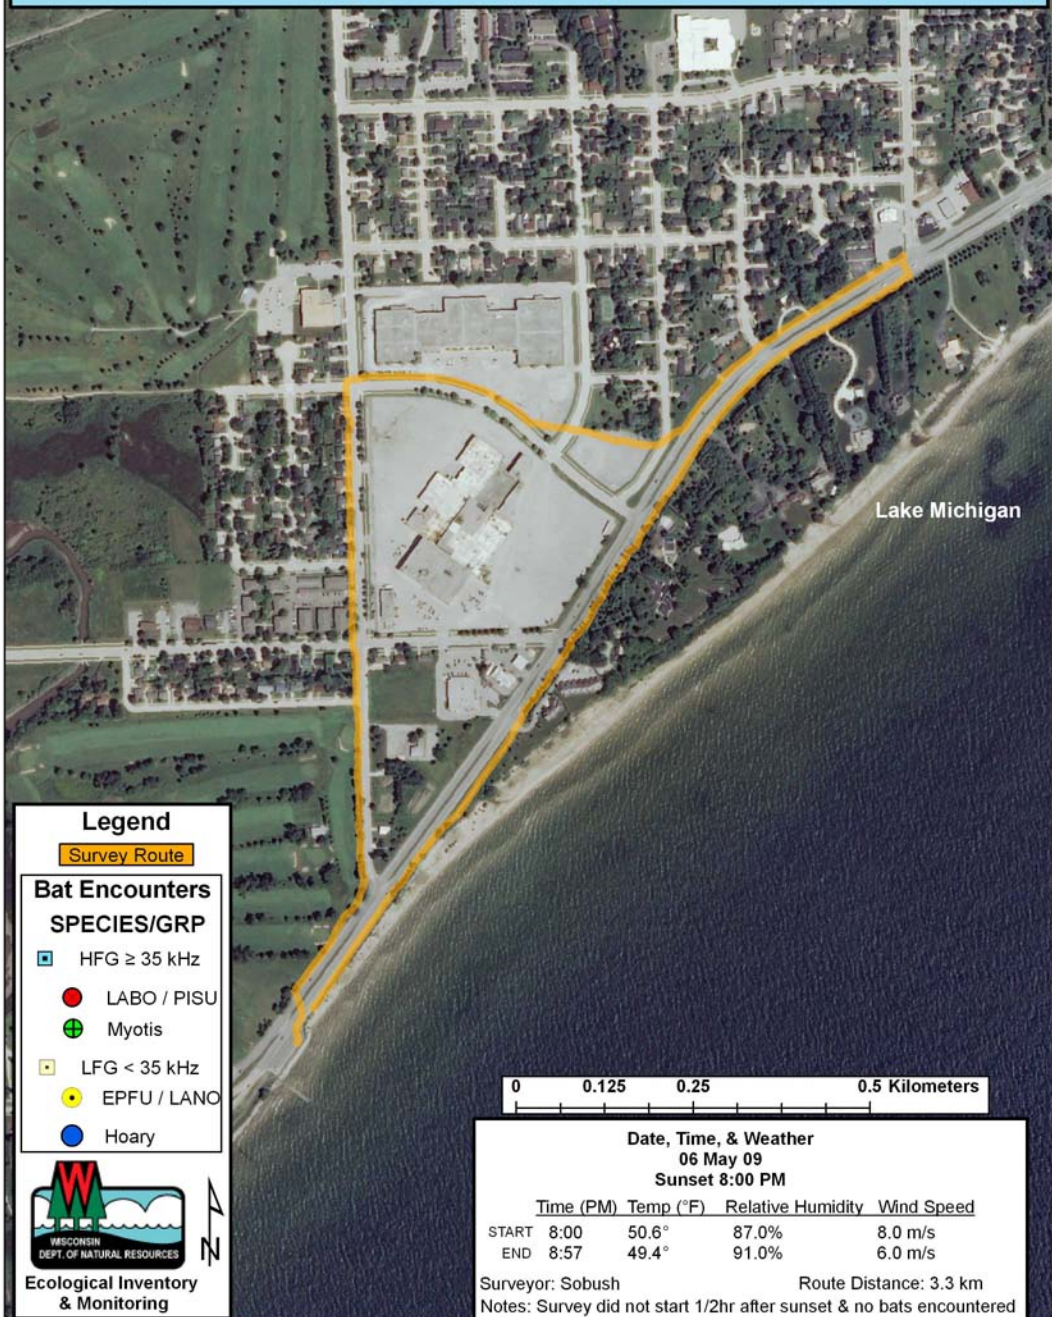 Lake Michigan
Legend
Survey Route
Bat Encounters
SPECIES/GRP
HFG ≥ 35 kHz
LABO / PISU
Myotis
LFG < 35 kHz
EPFU / LANO
Hoary
W
WISCONSIN
DEPT. OF NATURAL RESOURCES
N
Ecological Inventory
& Monitoring
0 0.125 0.25 0.5 Kilometers
Date, Time, & Weather
06 May 09
Sunset 8:00 PM
Time (PM) Temp (°F) Relative Humidity Wind Speed
START 8:00 50.6° 87.0% 8.0 m/s
END 8:57 49.4° 91.0% 6.0 m/s
Surveyor: Sobush Route Distance: 3.3 km
Notes: Survey did not start 1/2hr after sunset & no bats encountered